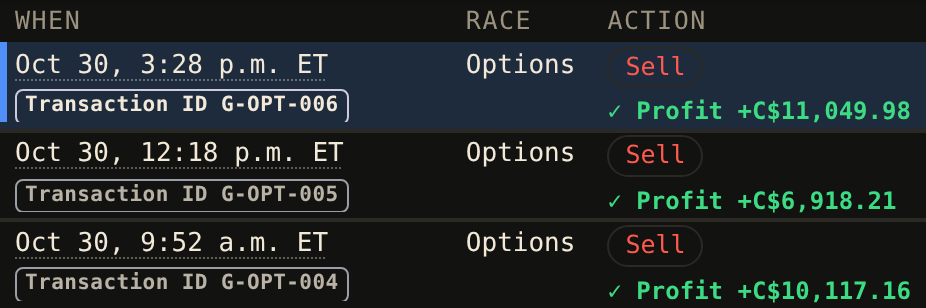 WHEN RACE ACTION
Oct 30, 3:28 p.m. ET Options Sell
Transaction ID G-OPT-006 ✓ Profit +C$11,049.98
Oct 30, 12:18 p.m. ET Options Sell
Transaction ID G-OPT-005 ✓ Profit +C$6,918.21
Oct 30, 9:52 a.m. ET Options Sell
Transaction ID G-OPT-004 ✓ Profit +C$10,117.16